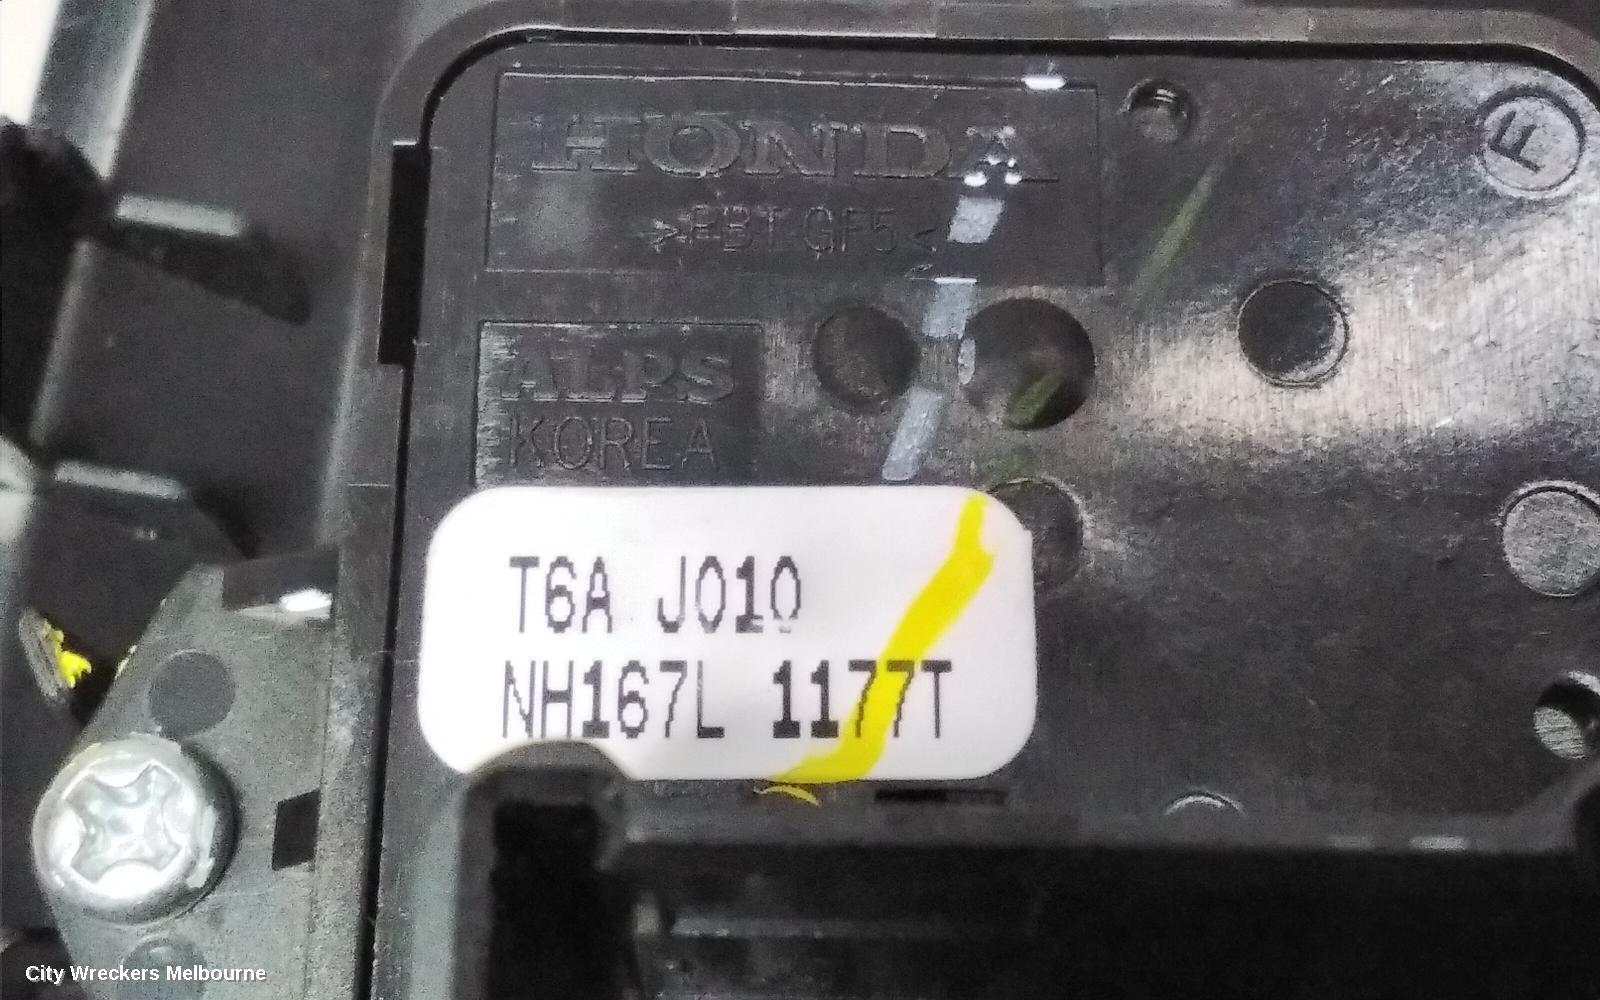 HONDA
>PBT-GF5<
F
ALPS
KOREA
T6A J010
NH167L 1177T
City Wreckers Melbourne